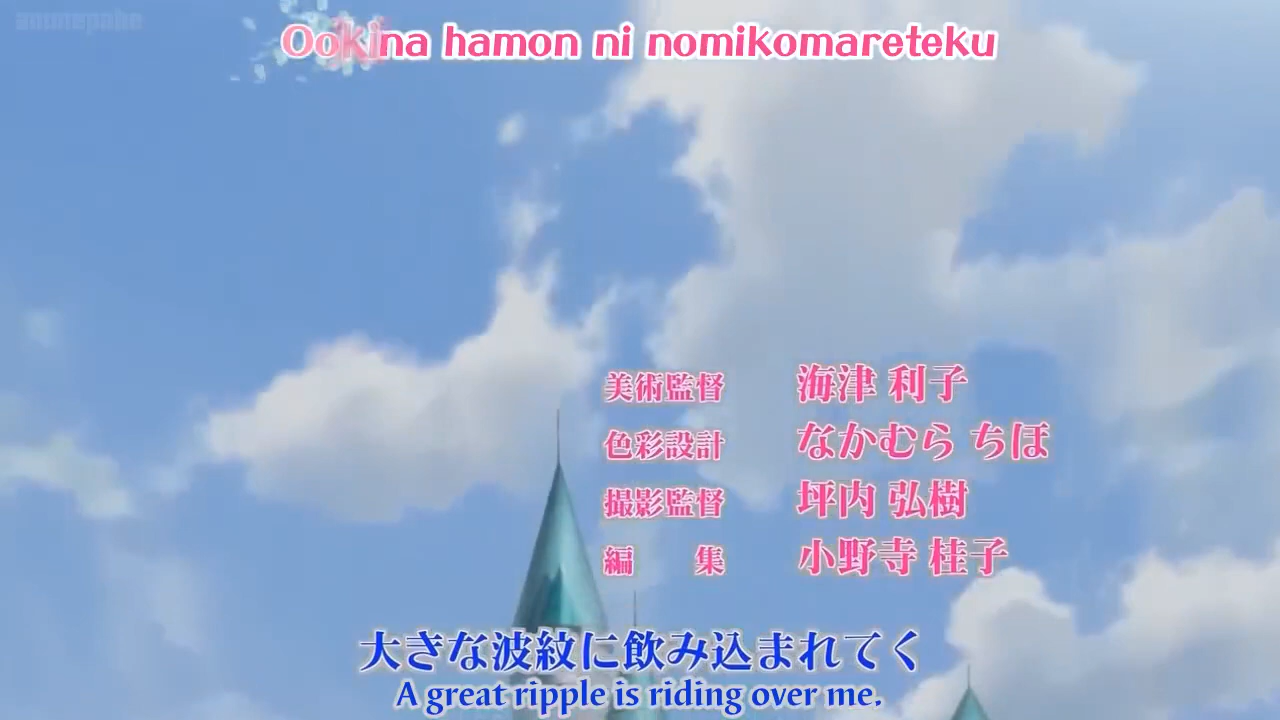 animepahe
Ookina hamon ni nomikomareteku
美術監督 海津 利子
色彩設計 なかむら ちほ
撮影監督 坪内 弘樹
編 集 小野寺 桂子
大きな波紋に飲み込まれてく
A great ripple is riding over me.